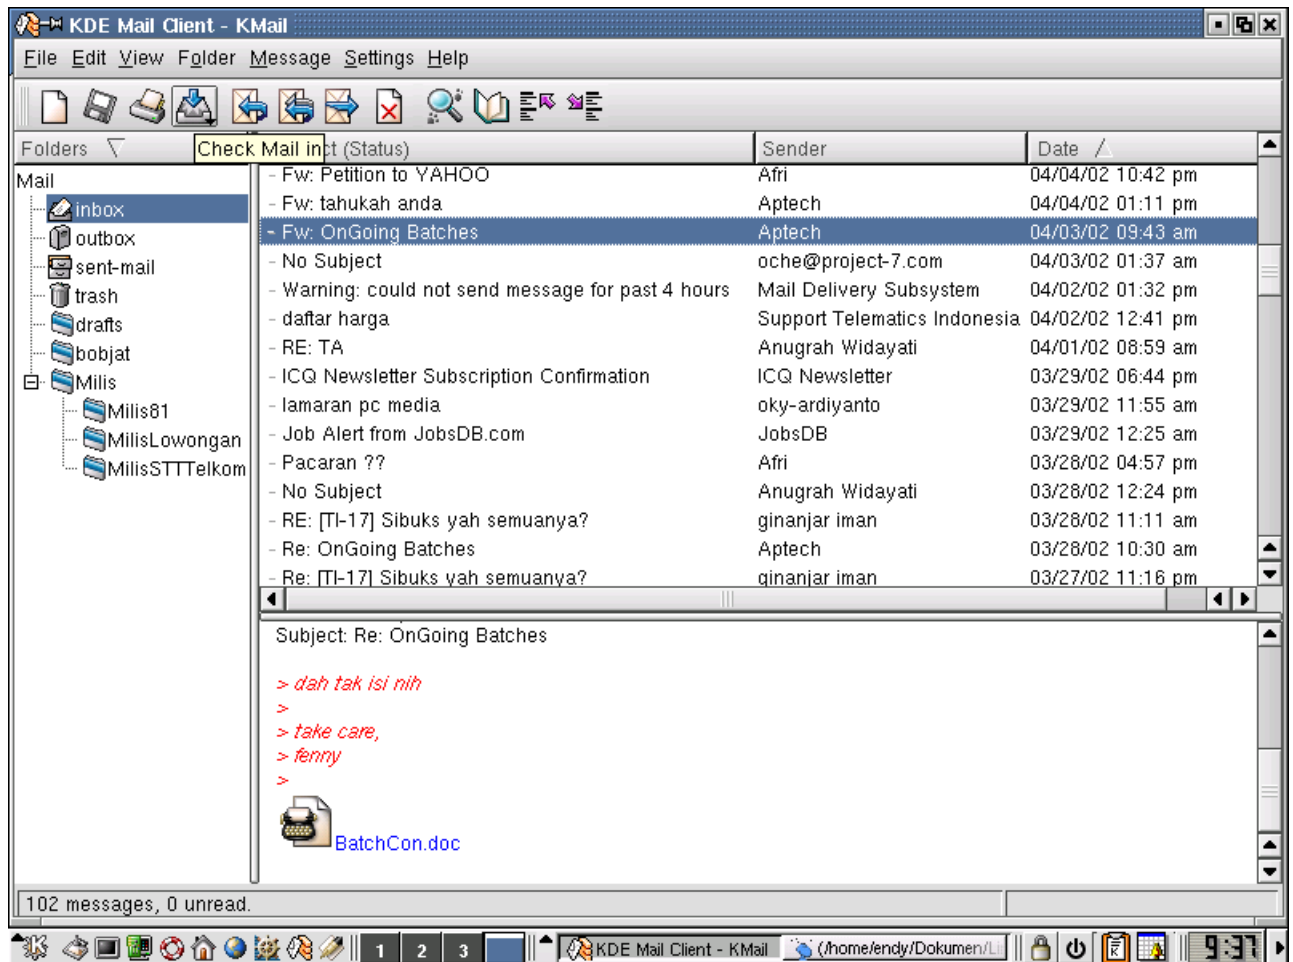 KDE Mail Client - KMail
File Edit View Folder Message Settings Help
Folders
Check Mail in
ct (Status) Sender Date
Mail
inbox
outbox
sent-mail
trash
drafts
bobjat
Milis
Milis81
MilisLowongan
MilisSTTTelkom
- Fw: Petition to YAHOO Afri 04/04/02 10:42 pm
- Fw: tahukah anda Aptech 04/04/02 01:11 pm
- Fw: OnGoing Batches Aptech 04/03/02 09:43 am
- No Subject oche@project-7.com 04/03/02 01:37 am
- Warning: could not send message for past 4 hours Mail Delivery Subsystem 04/02/02 01:32 pm
- daftar harga Support Telematics Indonesia 04/02/02 12:41 pm
- RE: TA Anugrah Widayati 04/01/02 08:59 am
- ICQ Newsletter Subscription Confirmation ICQ Newsletter 03/29/02 06:44 pm
- lamaran pc media oky-ardiyanto 03/29/02 11:55 am
- Job Alert from JobsDB.com JobsDB 03/29/02 12:25 am
- Pacaran ?? Afri 03/28/02 04:57 pm
- No Subject Anugrah Widayati 03/28/02 12:24 pm
- RE: [TI-17] Sibuks yah semuanya? ginanjar iman 03/28/02 11:11 am
- Re: OnGoing Batches Aptech 03/28/02 10:30 am
- Re: [TI-17] Sibuks yah semuanya? ginanjar iman 03/27/02 11:16 pm
Subject: Re: OnGoing Batches
> dah tak isi nih
>
> take care,
> fenny
>
BatchCon.doc
102 messages, 0 unread.
1 2 3 KDE Mail Client - KMail (/home/endy/Dokumen/Li 9:37